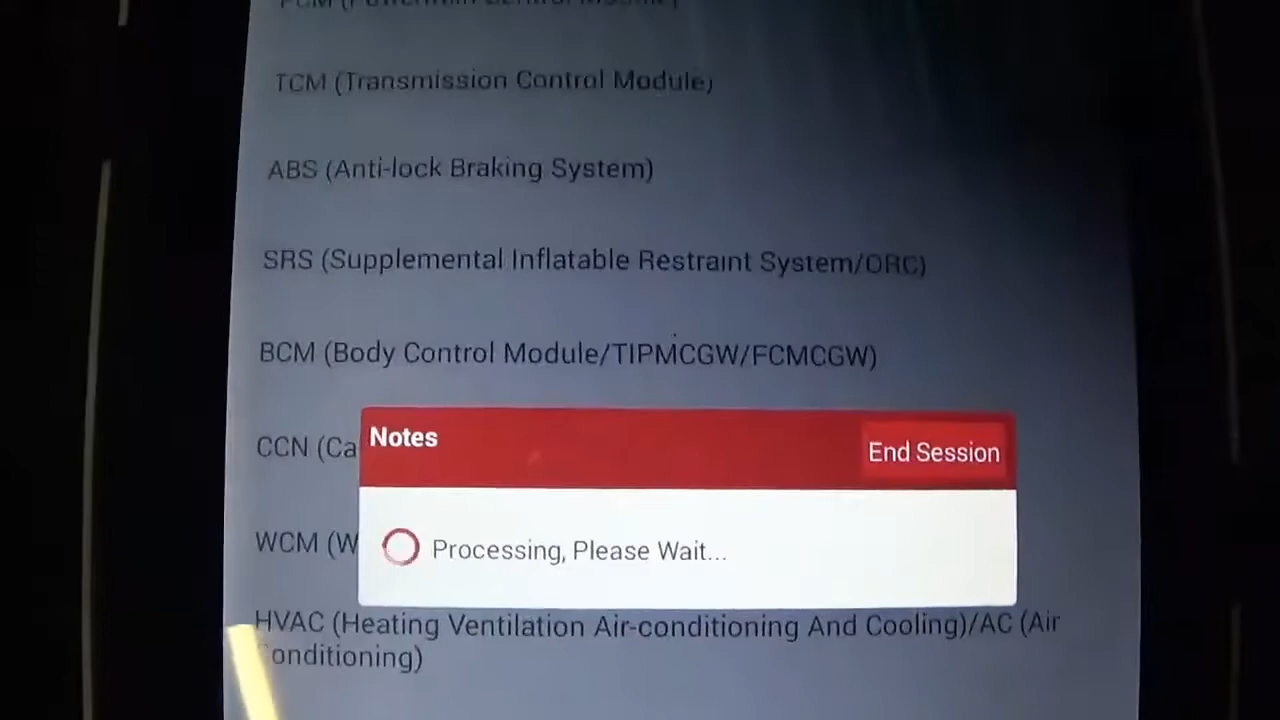 TCM (Transmission Control Module)
ABS (Anti-lock Braking System)
SRS (Supplemental Inflatable Restraint System/ORC)
BCM (Body Control Module/TIPMCGW/FCMCGW)
CCN (Ca
Notes
End Session
WCM (W
Processing, Please Wait...
HVAC (Heating Ventilation Air-conditioning And Cooling)/AC (Air
onditioning)